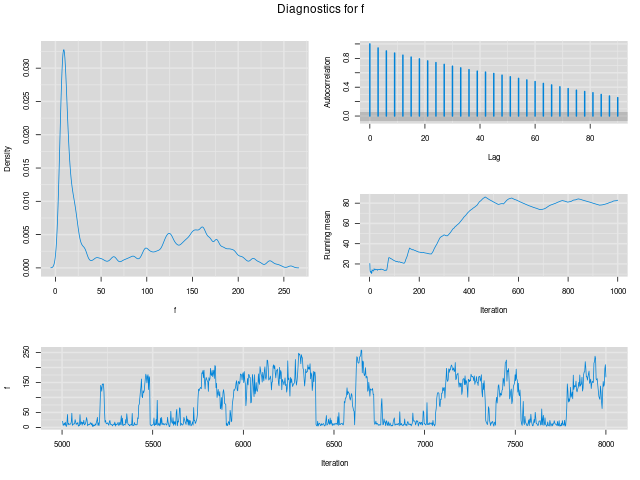 Diagnostics for f
Density
0.000 0.005 0.010 0.015 0.020 0.025 0.030
0 50 100 150 200 250
f
Autocorrelation
0.0 0.4 0.8
0 20 40 60 80
Lag
Running mean
20 40 60 80
0 200 400 600 800 1000
Iteration
f
0 50 150 250
5000 5500 6000 6500 7000 7500 8000
Iteration